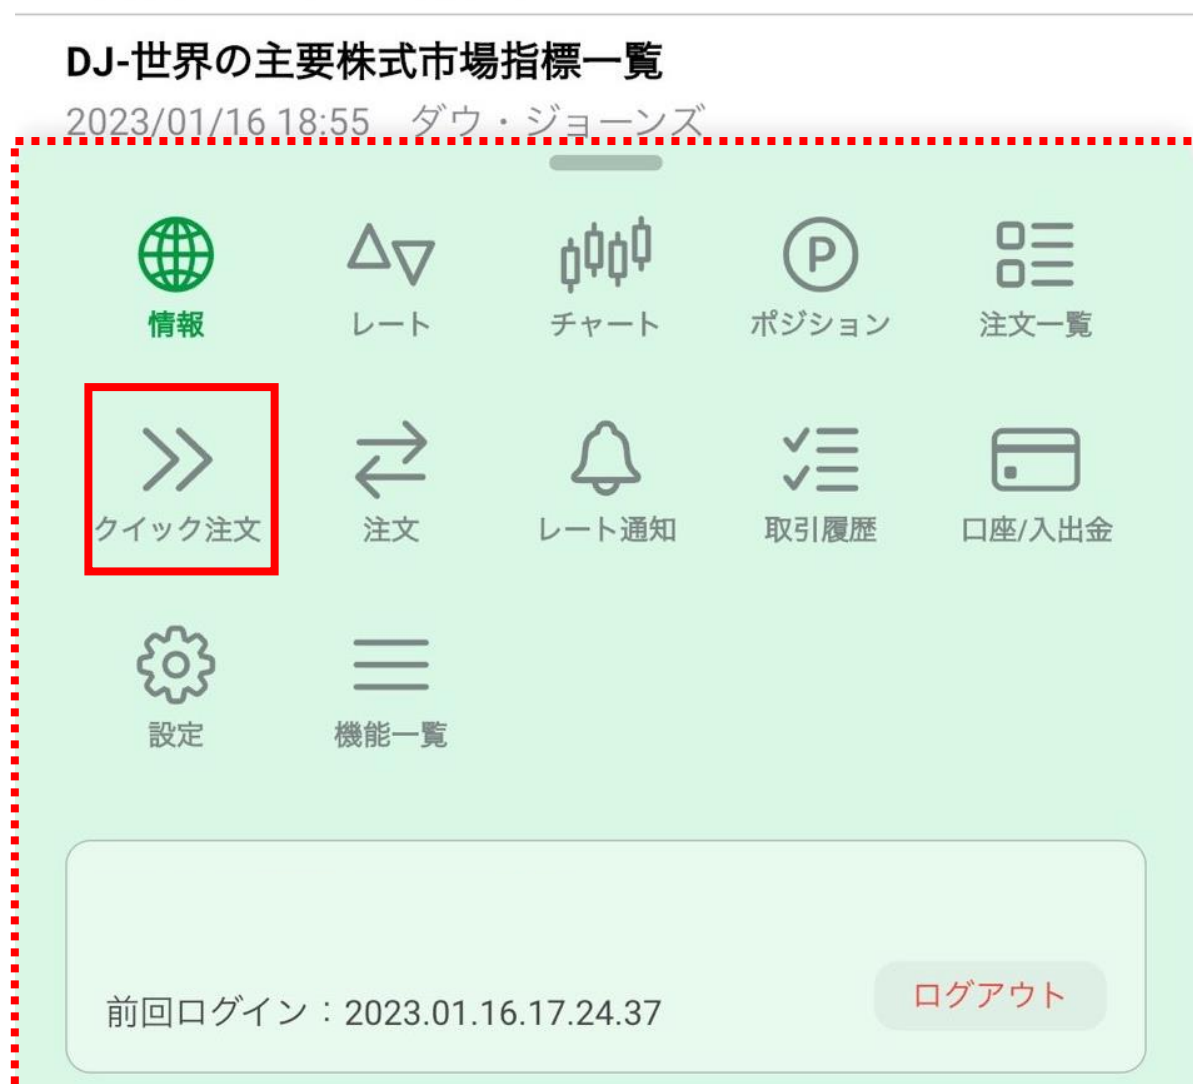 DJ-世界の主要株式市場指標一覧
2023/01/16 18:55 ダウ・ジョーンズ
情報 レート チャート ポジション 注文一覧
クイック注文 注文 レート通知 取引履歴 口座/入出金
設定 機能一覧
前回ログイン：2023.01.16.17.24.37 ログアウト